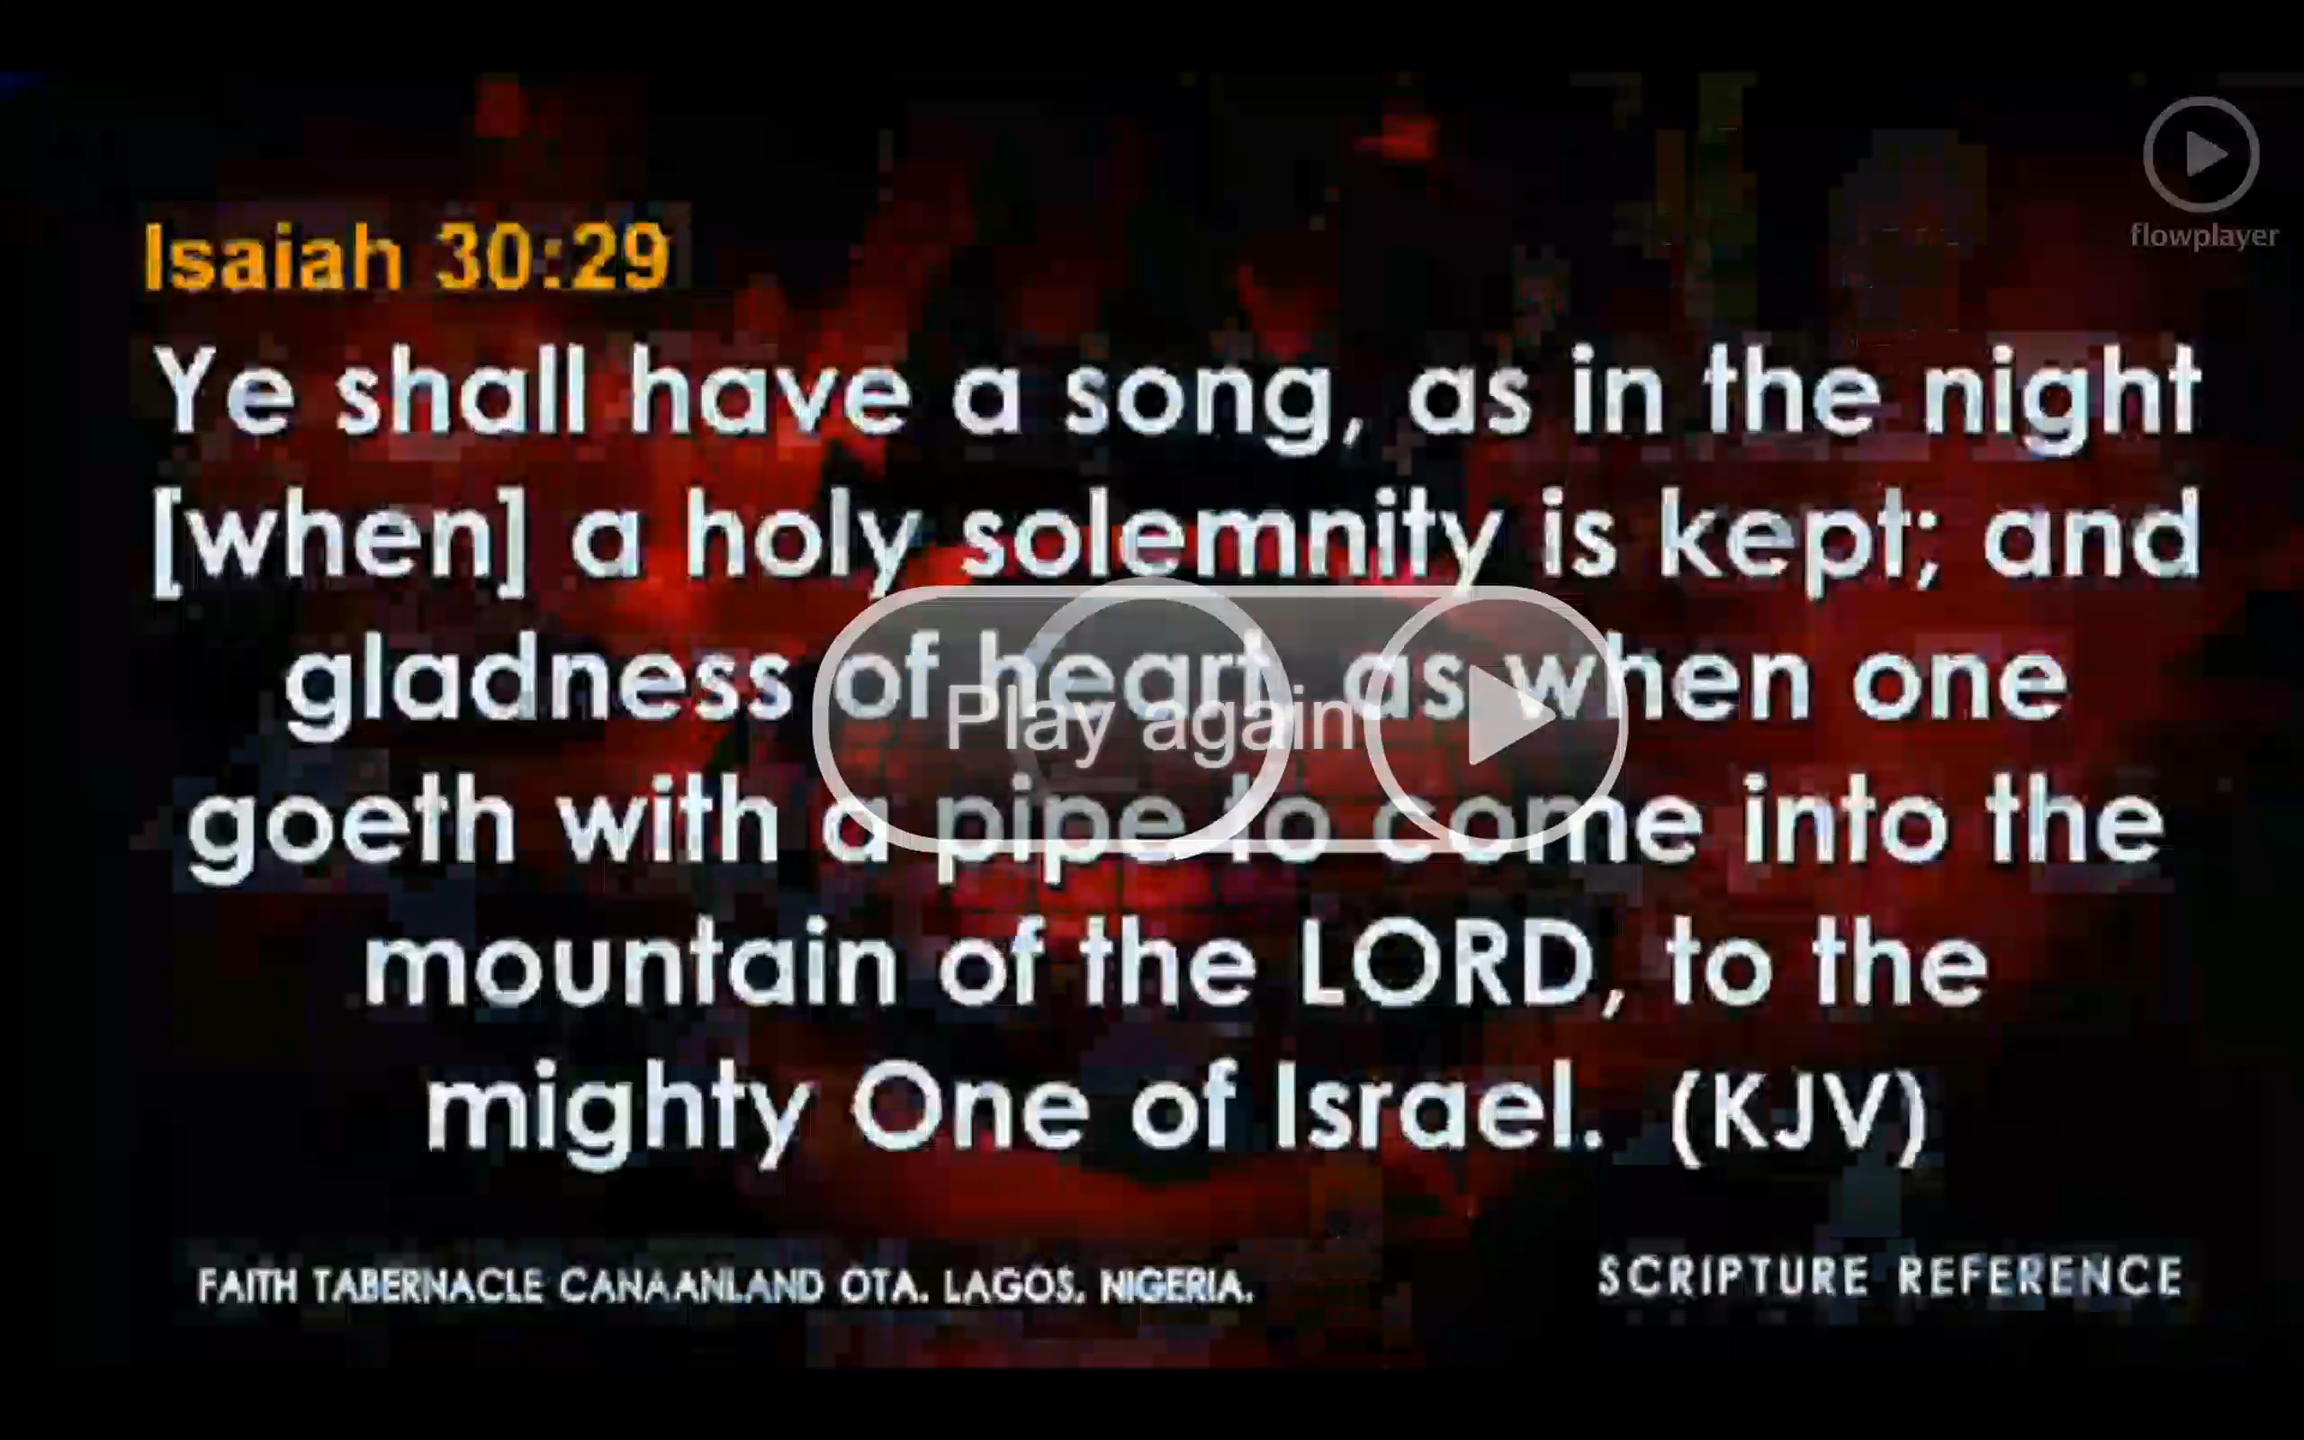 flowplayer
Isaiah 30:29
Ye shall have a song, as in the night
[when] a holy solemnity is kept; and
gladness of heart, as when one
Play again
goeth with a pipe to come into the
mountain of the LORD, to the
mighty One of Israel. (KJV)
FAITH TABERNACLE CANAANLAND OTA. LAGOS, NIGERIA.
SCRIPTURE REFERENCE